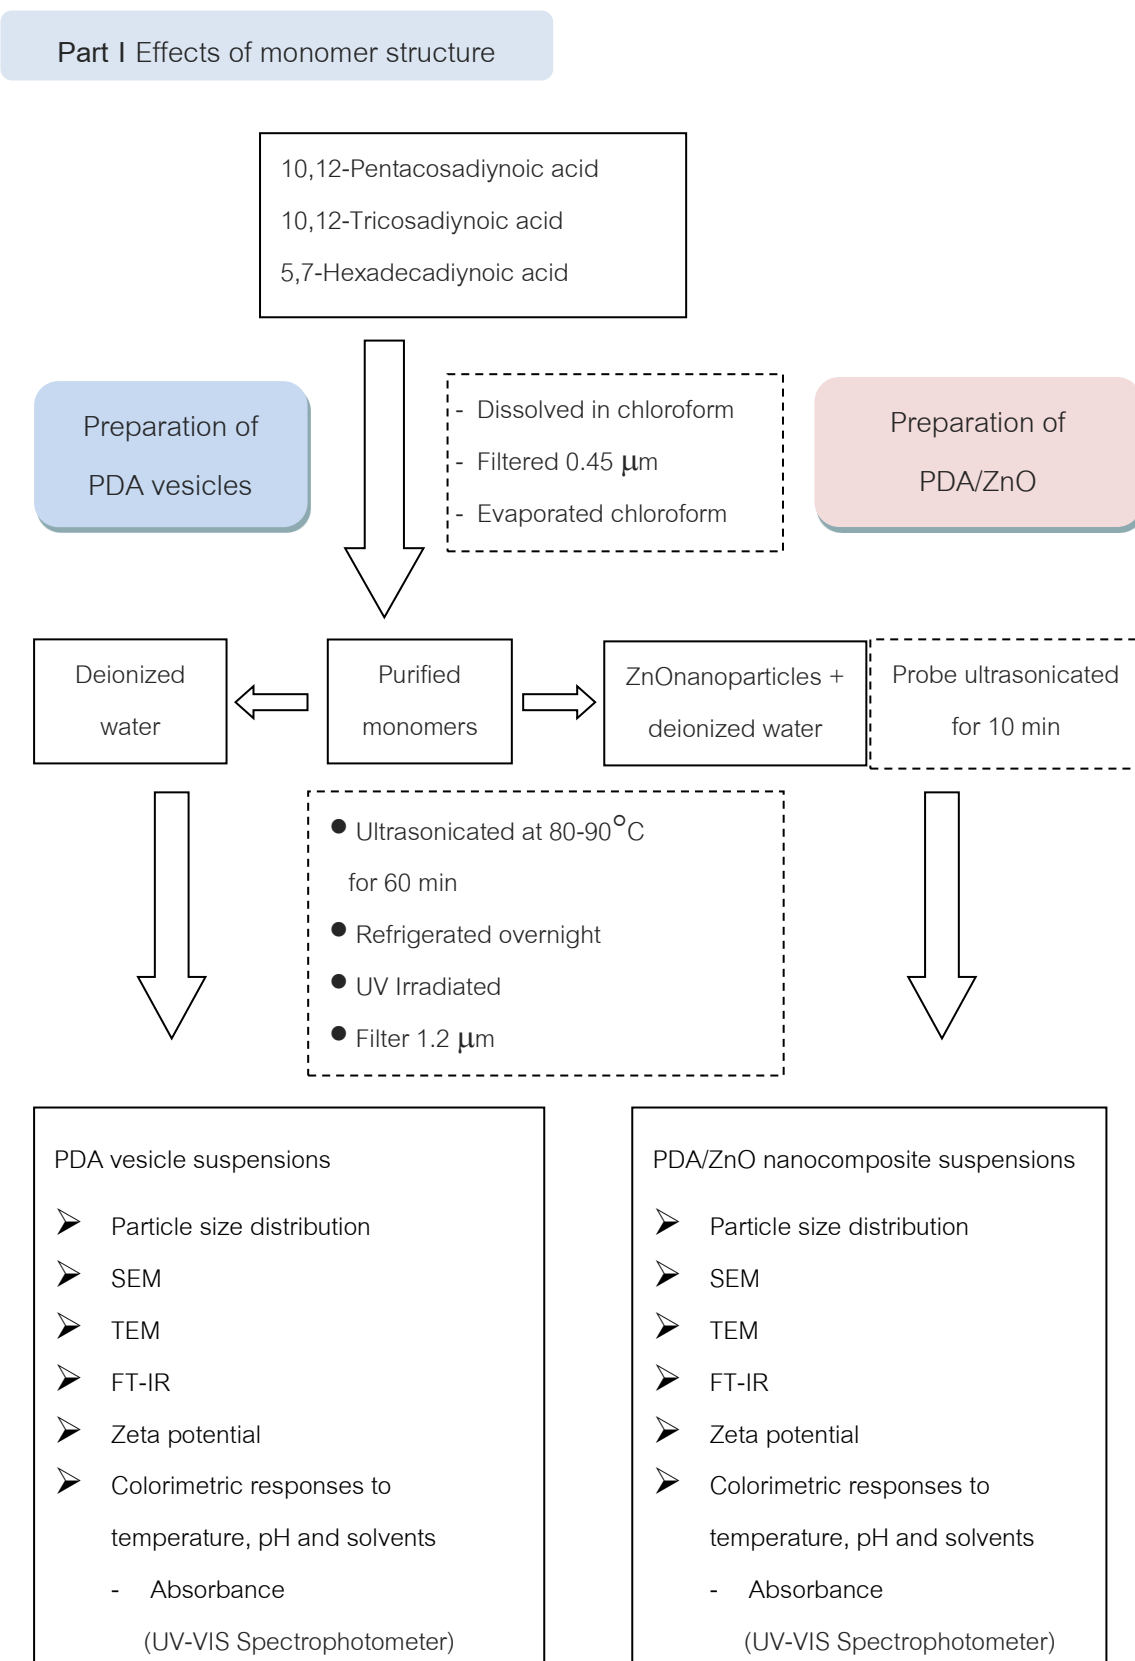 Part I Effects of monomer structure
10,12-Pentacosadiynoic acid
10,12-Tricosadiynoic acid
5,7-Hexadecadiynoic acid
Preparation of
PDA vesicles
- Dissolved in chloroform
- Filtered 0.45 μm
- Evaporated chloroform
Preparation of
PDA/ZnO
Deionized
water
Purified
monomers
ZnOnanoparticles +
deionized water
Probe ultrasonicated
for 10 min
● Ultrasonicated at 80-90°C
for 60 min
● Refrigerated overnight
● UV Irradiated
● Filter 1.2 μm
PDA vesicle suspensions
➢ Particle size distribution
➢ SEM
➢ TEM
➢ FT-IR
➢ Zeta potential
➢ Colorimetric responses to
temperature, pH and solvents
- Absorbance
(UV-VIS Spectrophotometer)
PDA/ZnO nanocomposite suspensions
➢ Particle size distribution
➢ SEM
➢ TEM
➢ FT-IR
➢ Zeta potential
➢ Colorimetric responses to
temperature, pH and solvents
- Absorbance
(UV-VIS Spectrophotometer)